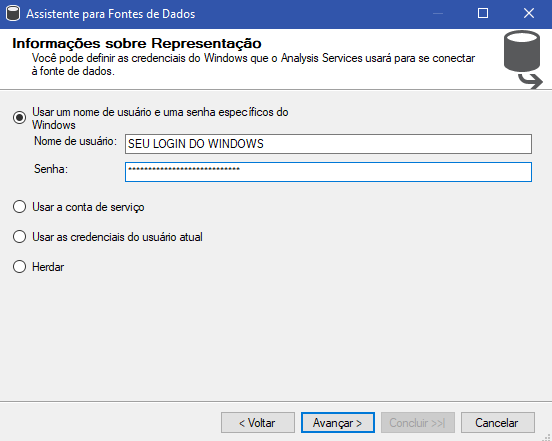 Assistente para Fontes de Dados
Informações sobre Representação
Você pode definir as credenciais do Windows que o Analysis Services usará para se conectar
à fonte de dados.
Usar um nome de usuário e uma senha específicos do
Windows
Nome de usuário: SEU LOGIN DO WINDOWS
Senha: ****************************
Usar a conta de serviço
Usar as credenciais do usuário atual
Herdar
< Voltar Avançar > Concluir >>| Cancelar